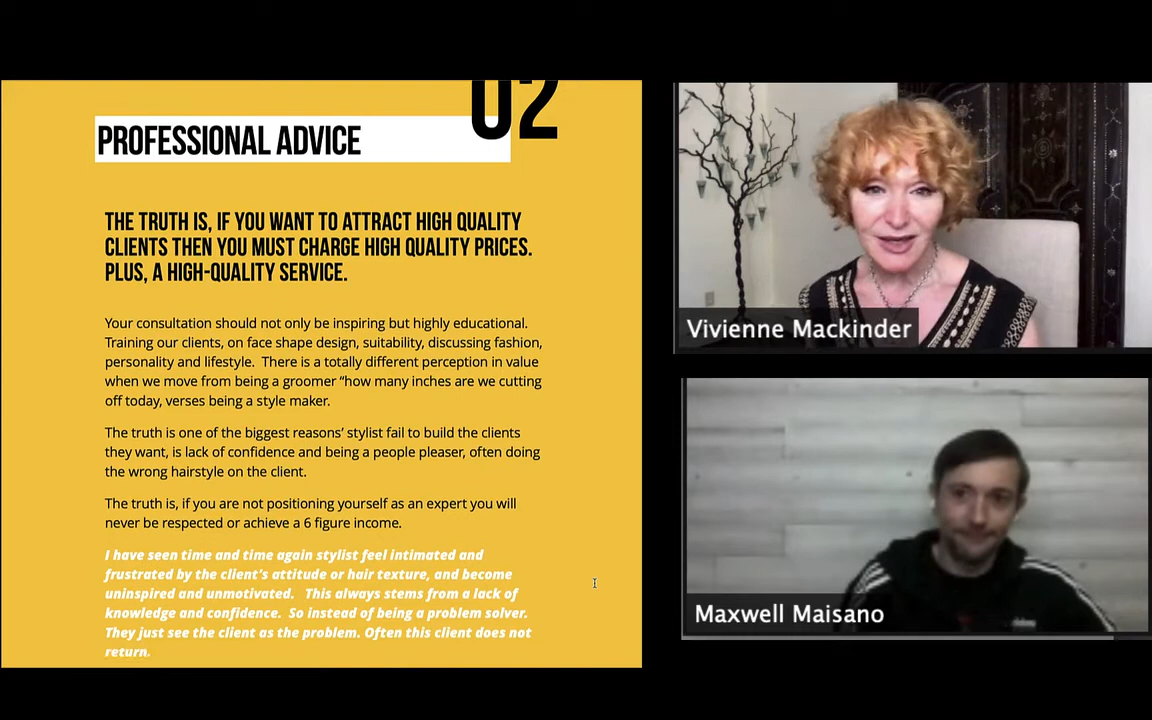 02
PROFESSIONAL ADVICE
THE TRUTH IS, IF YOU WANT TO ATTRACT HIGH QUALITY
CLIENTS THEN YOU MUST CHARGE HIGH QUALITY PRICES.
PLUS, A HIGH-QUALITY SERVICE.
Your consultation should not only be inspiring but highly educational.
Training our clients, on face shape design, suitability, discussing fashion,
personality and lifestyle.  There is a totally different perception in value
when we move from being a groomer “how many inches are we cutting
off today, verses being a style maker.
The truth is one of the biggest reasons’ stylist fail to build the clients
they want, is lack of confidence and being a people pleaser, often doing
the wrong hairstyle on the client.
The truth is, if you are not positioning yourself as an expert you will
never be respected or achieve a 6 figure income.
I have seen time and time again stylist feel intimated and
frustrated by the client’s attitude or hair texture, and become
uninspired and unmotivated.   This always stems from a lack of
knowledge and confidence.  So instead of being a problem solver.
They just see the client as the problem. Often this client does not
return.
Vivienne Mackinder
Maxwell Maisano